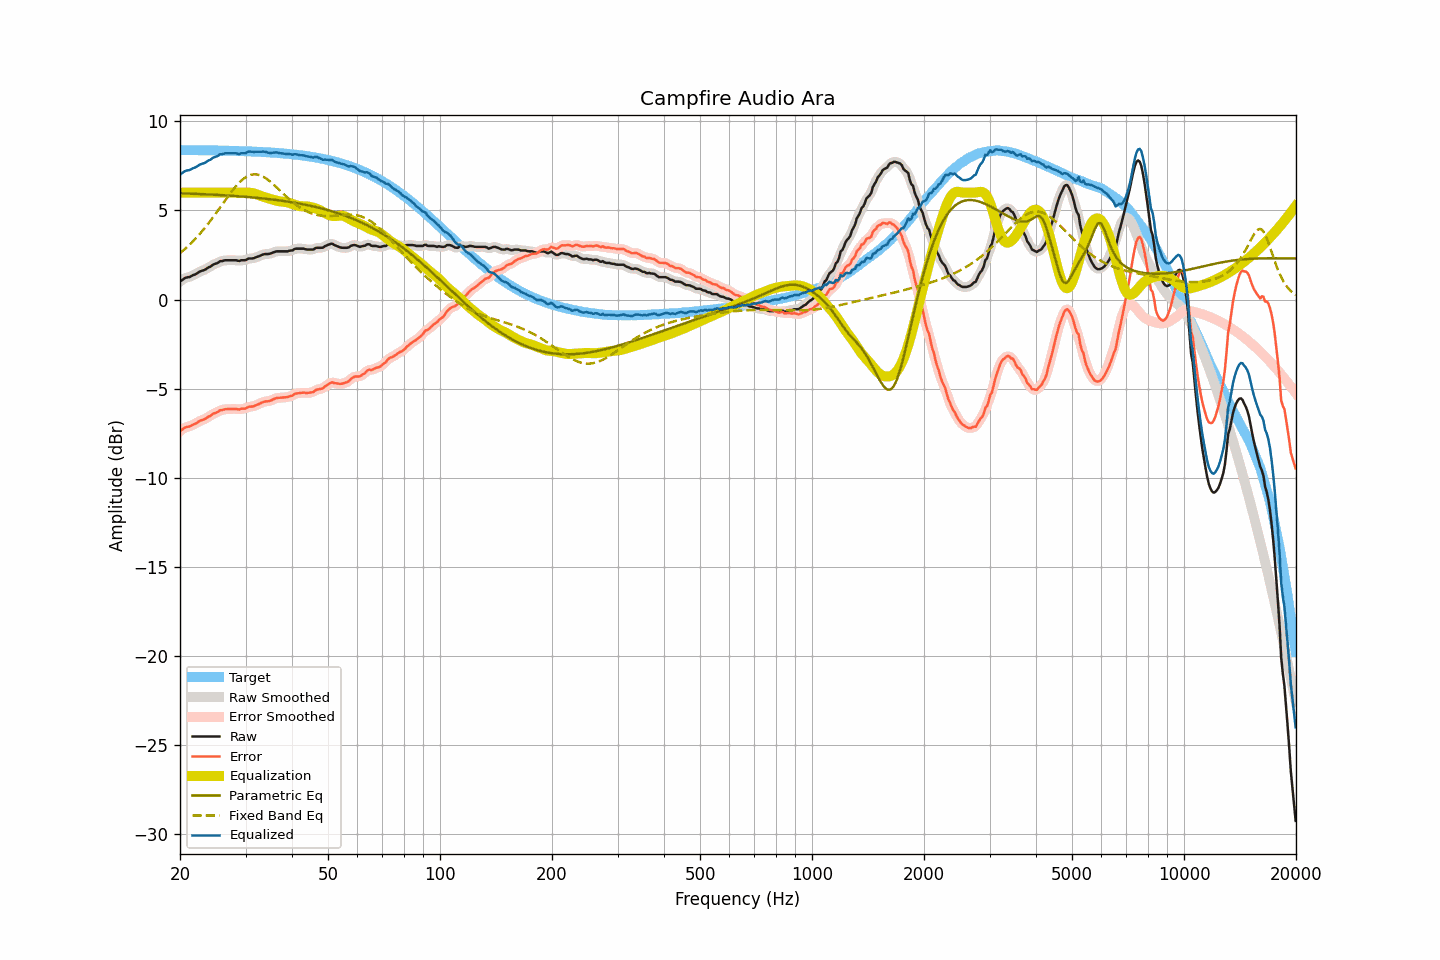 Campfire Audio Ara
Amplitude (dBr)
10
5
0
−5
−10
−15
−20
−25
−30
Target
Raw Smoothed
Error Smoothed
Raw
Error
Equalization
Parametric Eq
Fixed Band Eq
Equalized
20 50 100 200 500 1000 2000 5000 10000 20000
Frequency (Hz)